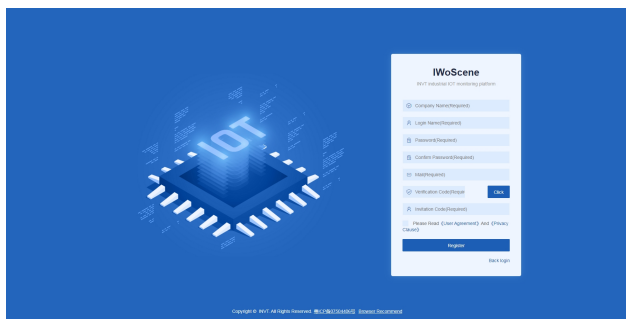 IOT
IWoScene
INVT Industrial IOT monitoring platform
Company Name(Required)
Login Name(Required)
Password(Required)
Confirm Password(Required)
Mail(Required)
Verification Code(Requir
Click
Invitation Code(Required)
Please Read《User Agreement》And《Privacy
Clause》
Register
Back login
Copyright © INVT. All Rights Reserved. Browser Recommend